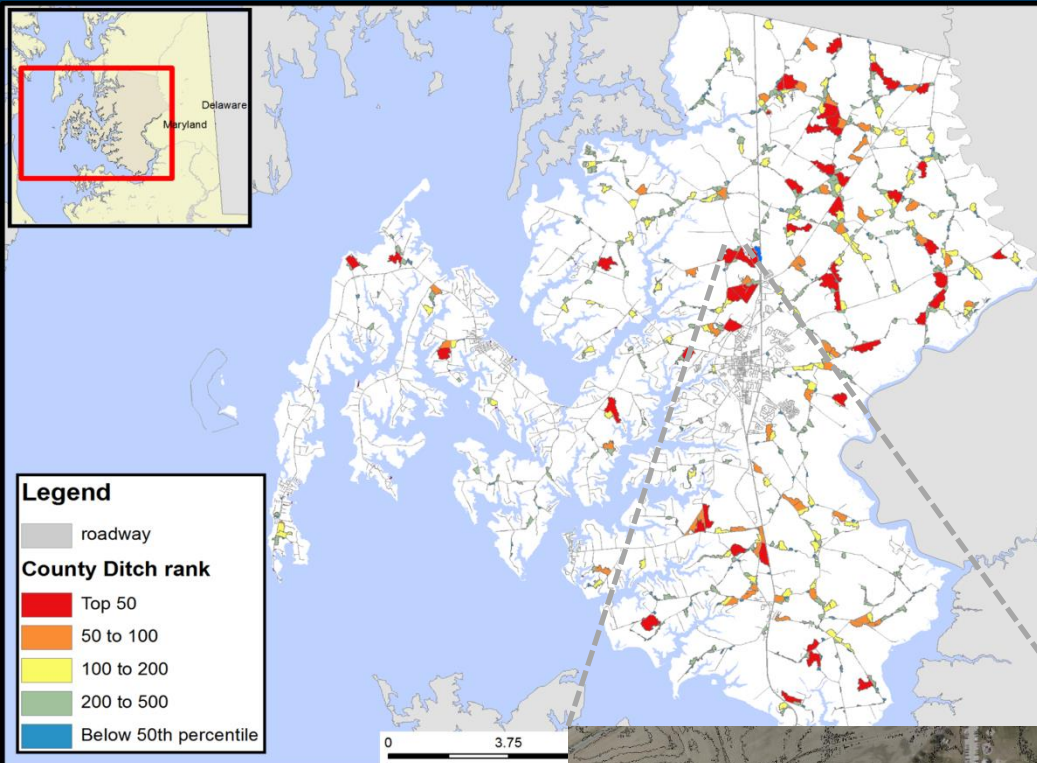 Delaware
Maryland
Legend
roadway
County Ditch rank
Top 50
50 to 100
100 to 200
200 to 500
Below 50th percentile
0 3.75